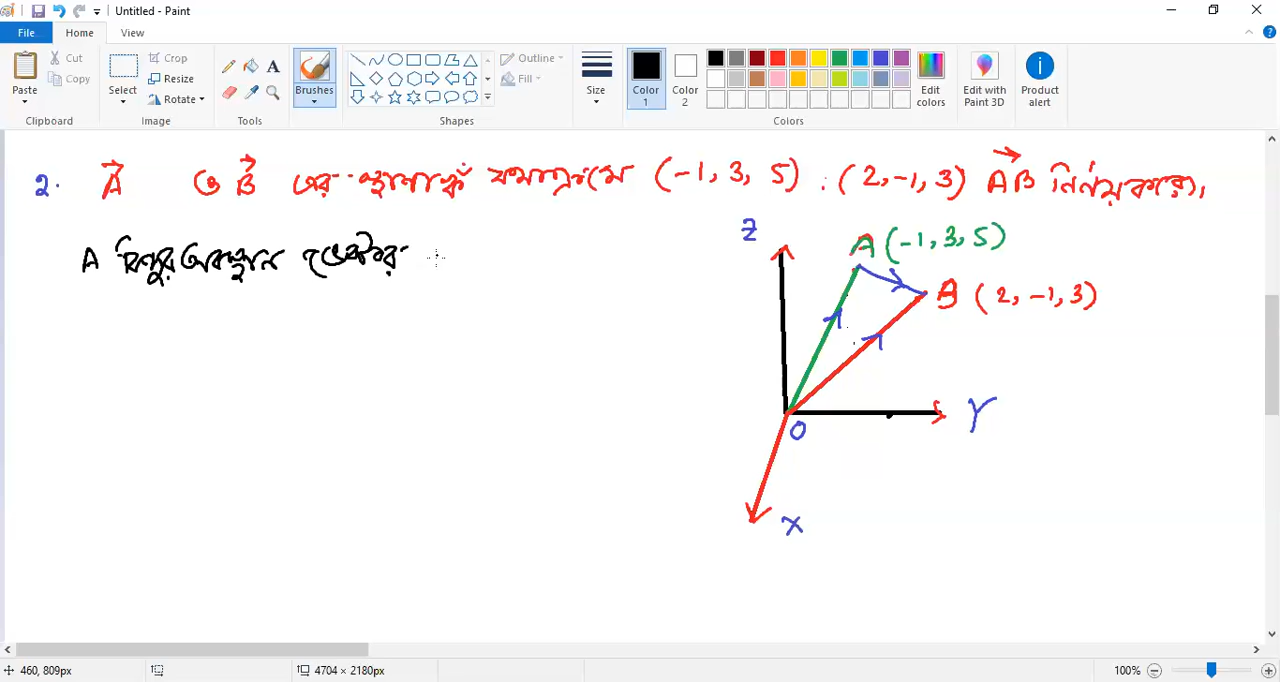 Untitled - Paint
File Home View
Paste Cut Copy Clipboard
Select Crop Resize Rotate Image
Tools
Brushes
Shapes Outline Fill
Size
Color 1 Color 2 Colors Edit colors
Edit with Paint 3D
Product alert
2. A ও B এর স্থানাঙ্ক যথাক্রমে (-1, 3, 5) . (2, -1, 3) AB নির্ণয় করো,
A বিন্দুর অবস্থান ভেক্টর
Z
A (-1, 3, 5)
B (2, -1, 3)
O
Y
X
460, 809px 4704 × 2180px 100%